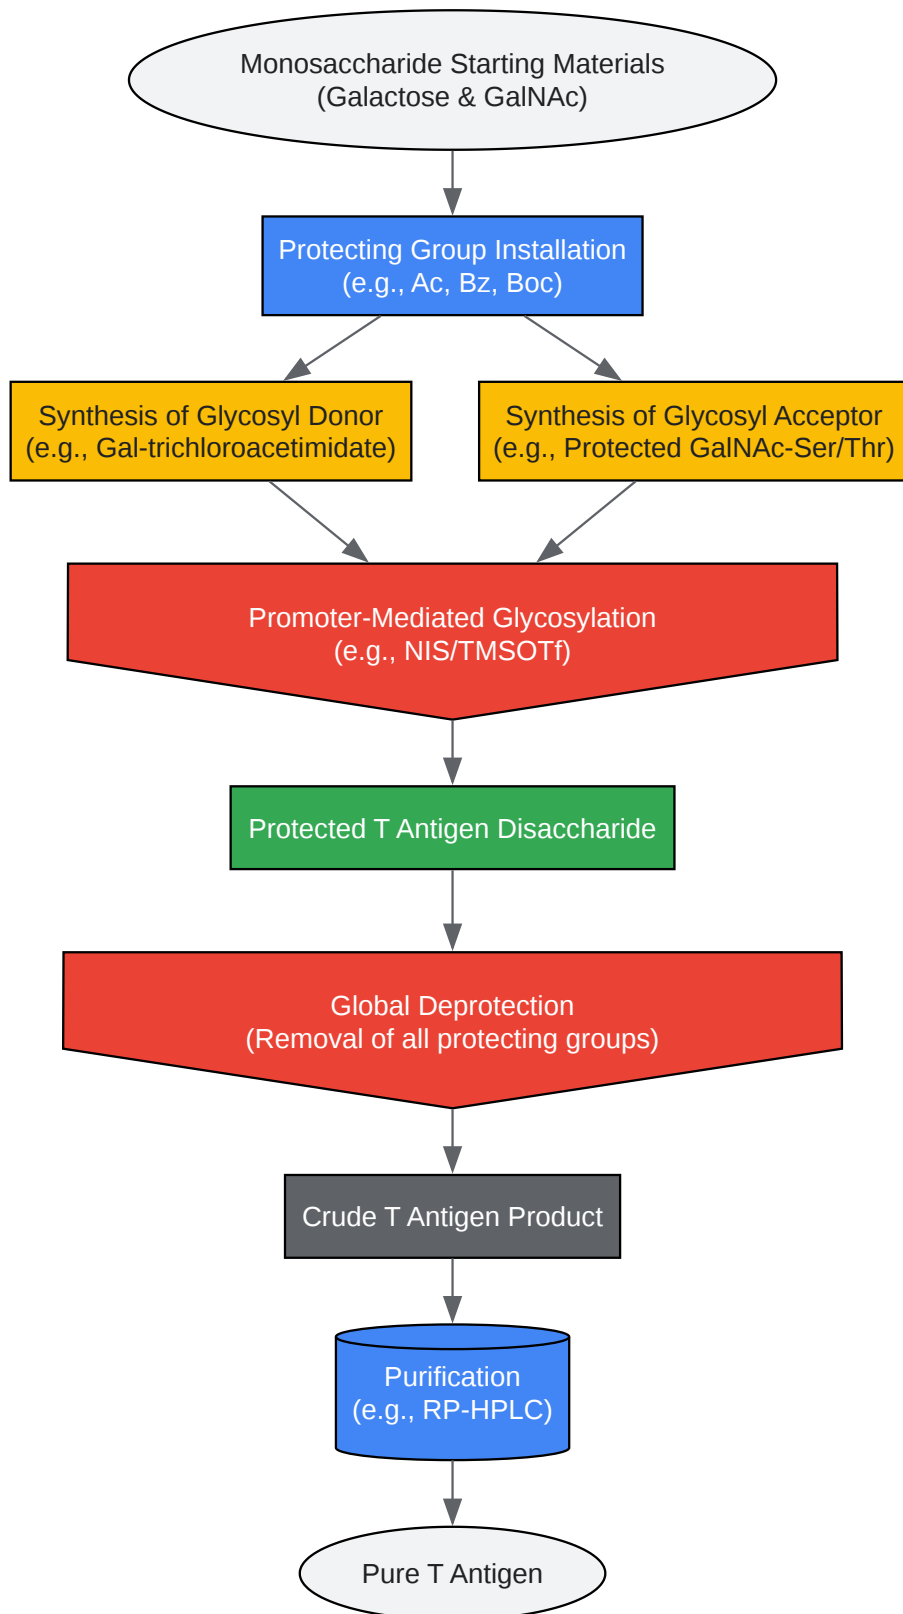 Monosaccharide Starting Materials
(Galactose & GalNAc)
Protecting Group Installation
(e.g., Ac, Bz, Boc)
Synthesis of Glycosyl Donor
(e.g., Gal-trichloroacetimidate)
Synthesis of Glycosyl Acceptor
(e.g., Protected GalNAc-Ser/Thr)
Promoter-Mediated Glycosylation
(e.g., NIS/TMSOTf)
Protected T Antigen Disaccharide
Global Deprotection
(Removal of all protecting groups)
Crude T Antigen Product
Purification
(e.g., RP-HPLC)
Pure T Antigen